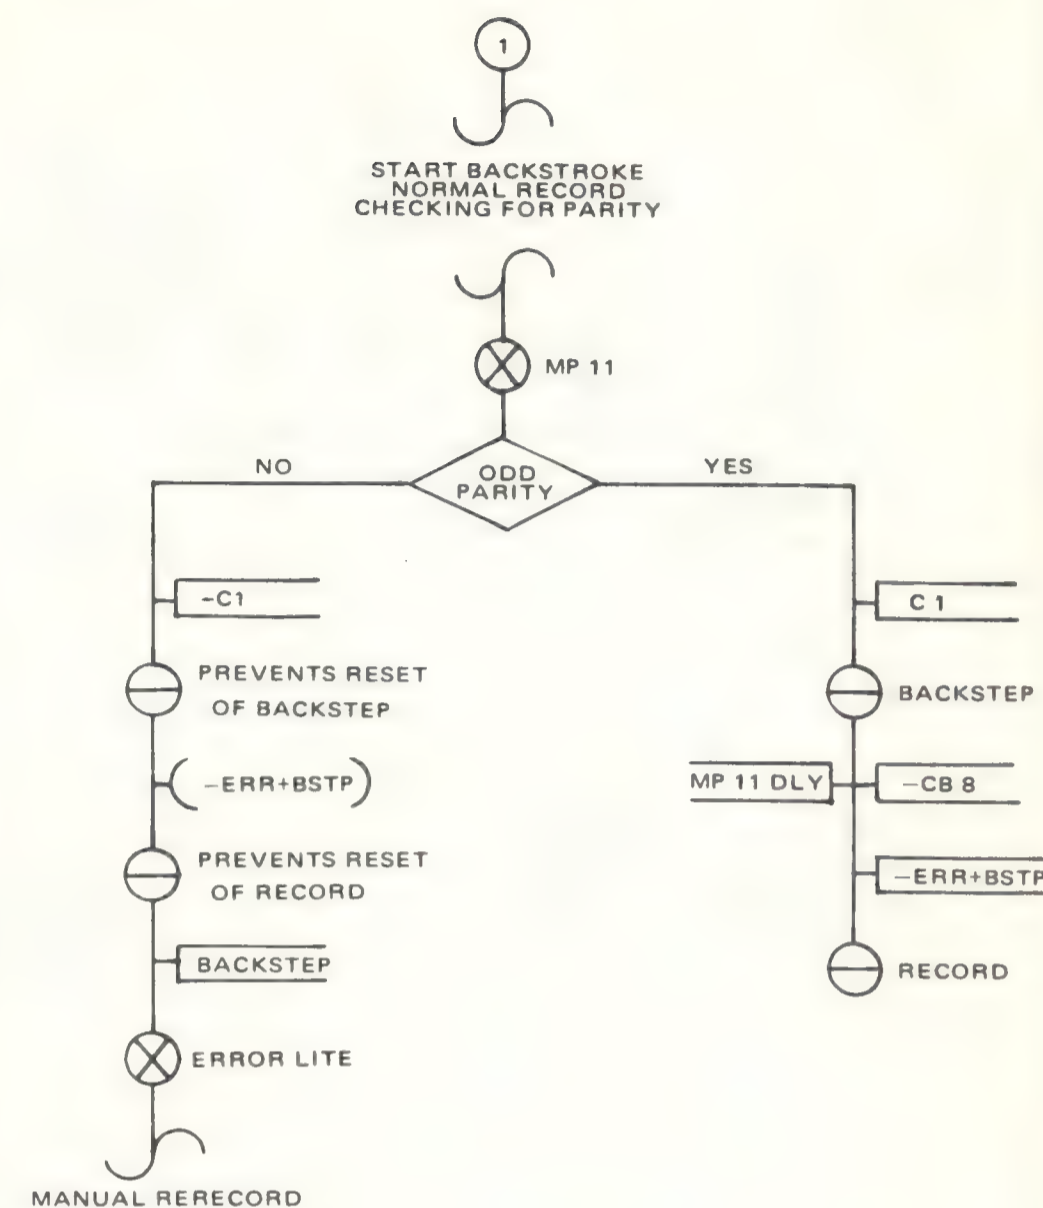 1
START BACKSTROKE
NORMAL RECORD
CHECKING FOR PARITY
MP 11
NO
YES
ODD
PARITY
-C1
C 1
PREVENTS RESET
OF BACKSTEP
BACKSTEP
(-ERR+BSTP)
MP 11 DLY
-CB 8
PREVENTS RESET
OF RECORD
-ERR+BSTP
BACKSTEP
RECORD
ERROR LITE
MANUAL RERECORD